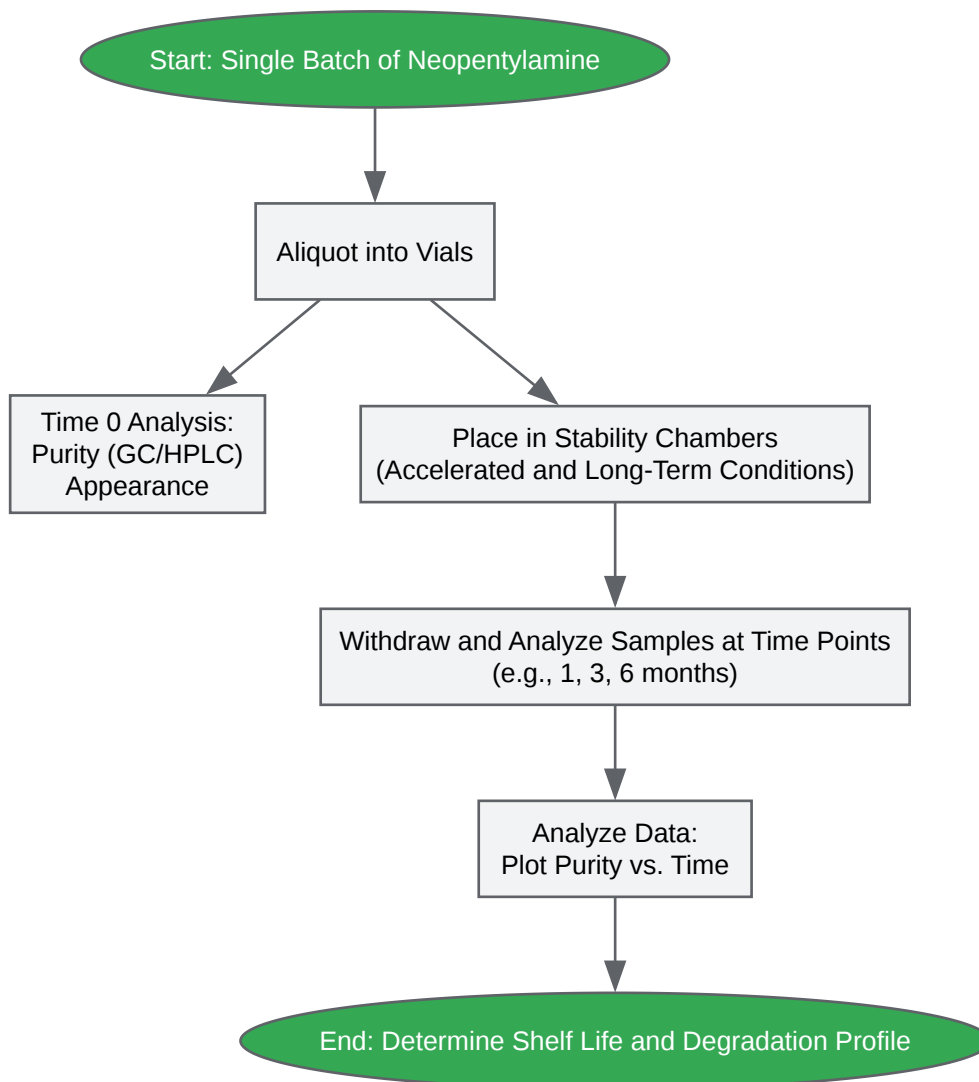 Start: Single Batch of Neopentylamine
Aliquot into Vials
Time 0 Analysis:
Purity (GC/HPLC)
Appearance
Place in Stability Chambers
(Accelerated and Long-Term Conditions)
Withdraw and Analyze Samples at Time Points
(e.g., 1, 3, 6 months)
Analyze Data:
Plot Purity vs. Time
End: Determine Shelf Life and Degradation Profile